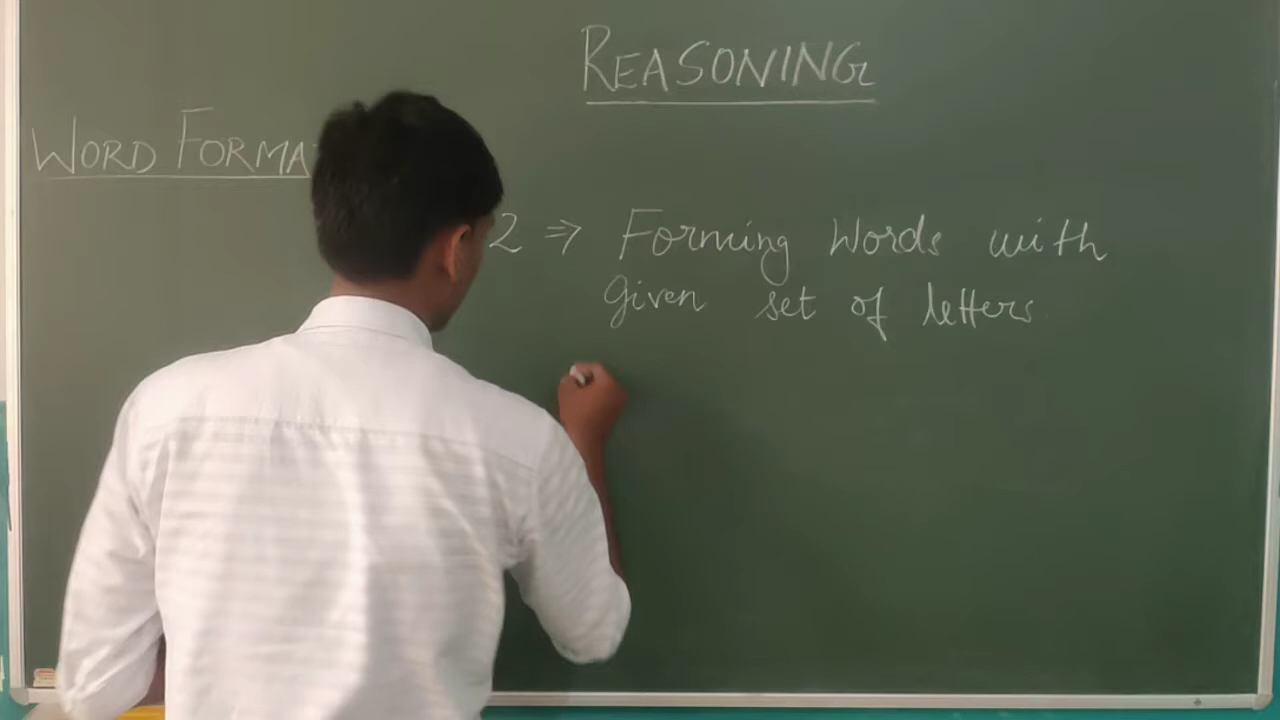 REASONING
WORD FORMA
2 ⇒ Forming Words with
Given set of letters